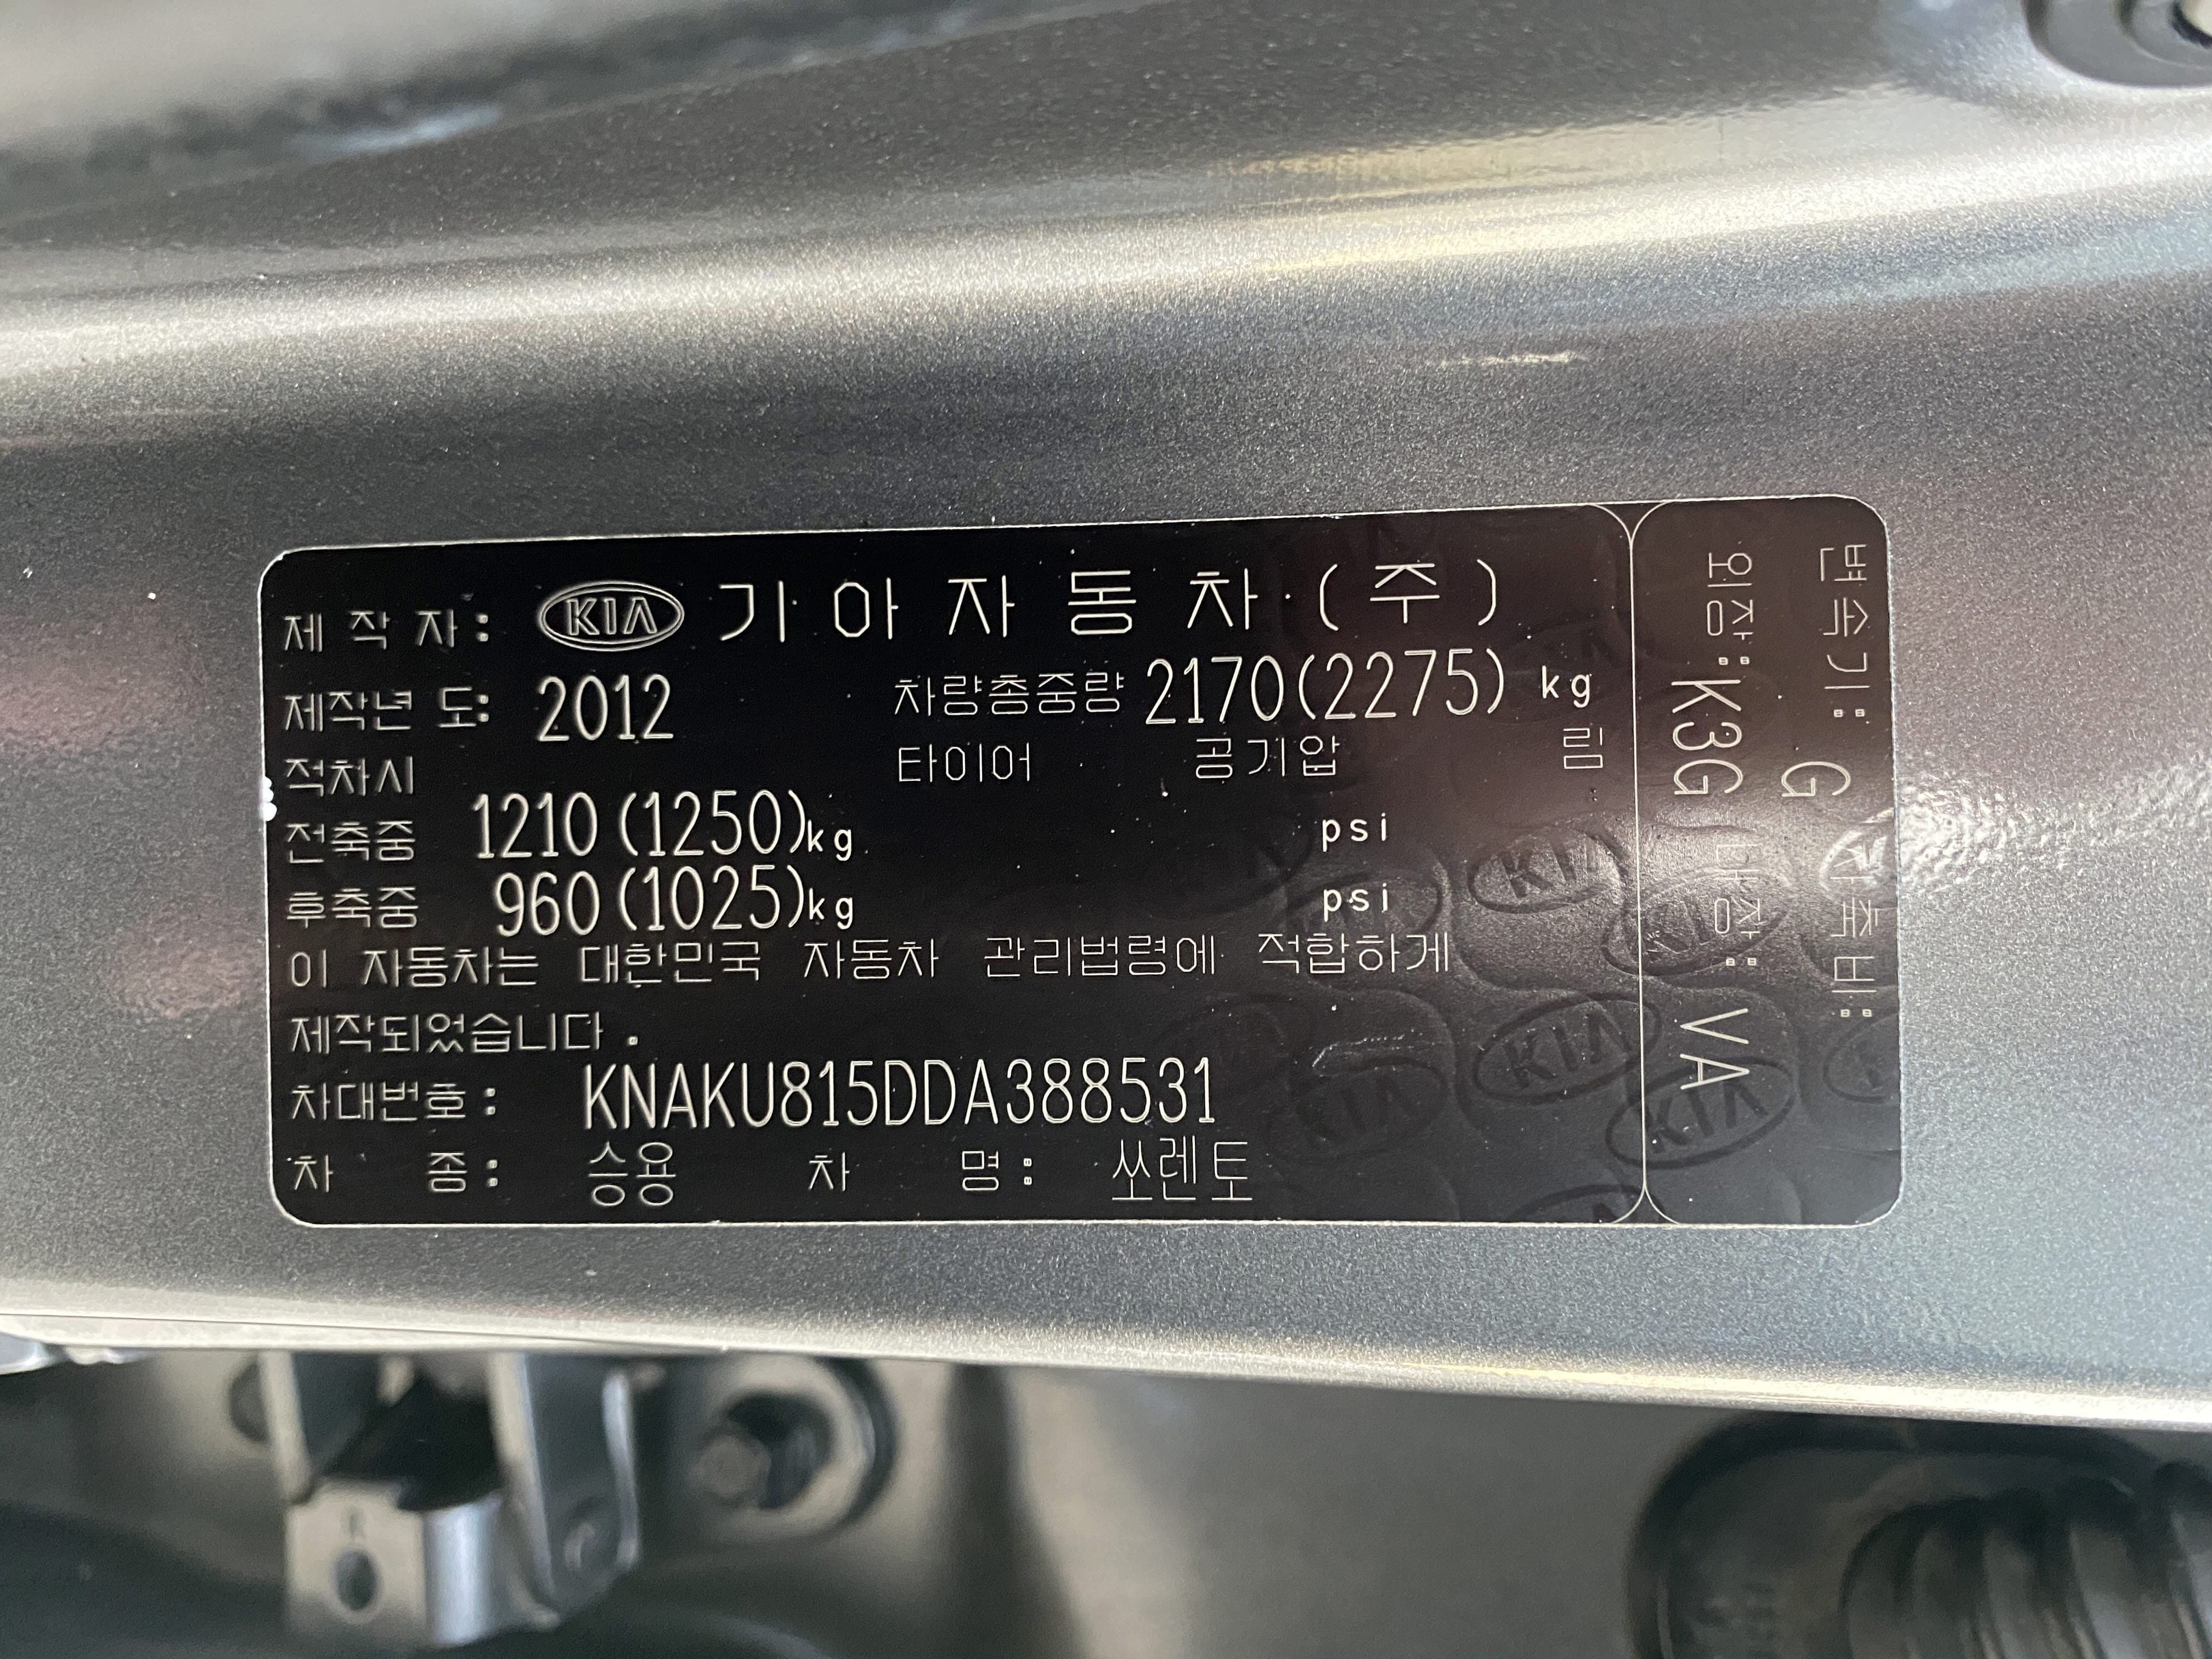 제 작 자: KIA 기 아 자 동 차 (주)
제작년 도: 2012 차량총중량 2170(2275) kg
적차시 타이어 공기압 림
전축중 1210 (1250)kg psi
후축중 960 (1025)kg psi
이 자동차는 대한민국 자동차 관리법령에 적합하게
제작되었습니다.
차대번호: KNAKU815DDA388531
차 종: 승용 차 명: 쏘렌토
변속기: G 차축비:
외장: K3G 내장: VA